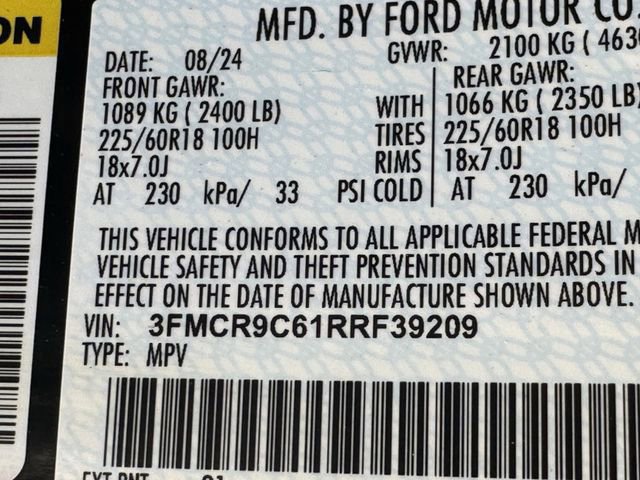 ON
MFD. BY FORD MOTOR CO.
DATE: 08/24 GVWR: 2100 KG ( 4630
FRONT GAWR: REAR GAWR:
1089 KG ( 2400 LB) WITH 1066 KG ( 2350 LB)
225/60R18 100H TIRES 225/60R18 100H
18x7.0J RIMS 18x7.0J
AT 230 kPa/ 33 PSI COLD AT 230 kPa/
THIS VEHICLE CONFORMS TO ALL APPLICABLE FEDERAL M
VEHICLE SAFETY AND THEFT PREVENTION STANDARDS IN
EFFECT ON THE DATE OF MANUFACTURE SHOWN ABOVE.
VIN: 3FMCR9C61RRF39209
TYPE: MPV